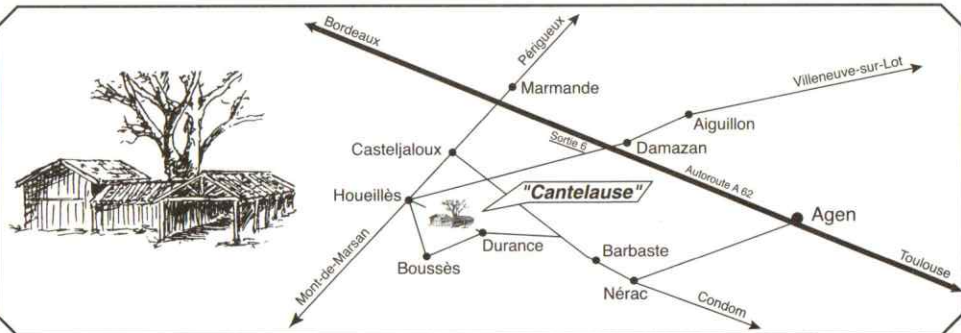 Bordeaux
Périgueux
Marmande
Villeneuve-sur-Lot
Aiguillon
Sortie 6
Damazan
Casteljaloux
Autoroute A 62
Houeillès
"Cantelause"
Agen
Durance
Barbaste
Boussès
Toulouse
Mont-de-Marsan
Nérac
Condom